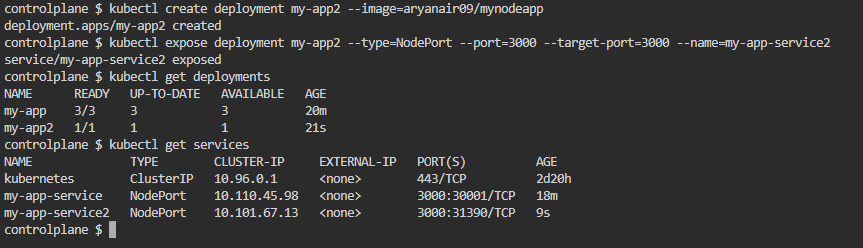 controlplane $ kubectl create deployment my-app2 --image=aryanair09/mynodeapp
deployment.apps/my-app2 created
controlplane $ kubectl expose deployment my-app2 --type=NodePort --port=3000 --target-port=3000 --name=my-app-service2
service/my-app-service2 exposed
controlplane $ kubectl get deployments
NAME      READY   UP-TO-DATE   AVAILABLE   AGE
my-app    3/3     3            3           20m
my-app2   1/1     1            1           21s
controlplane $ kubectl get services
NAME              TYPE        CLUSTER-IP     EXTERNAL-IP   PORT(S)          AGE
kubernetes        ClusterIP   10.96.0.1      <none>        443/TCP          2d20h
my-app-service    NodePort    10.110.45.98   <none>        3000:30001/TCP   18m
my-app-service2   NodePort    10.101.67.13   <none>        3000:31390/TCP   9s
controlplane $